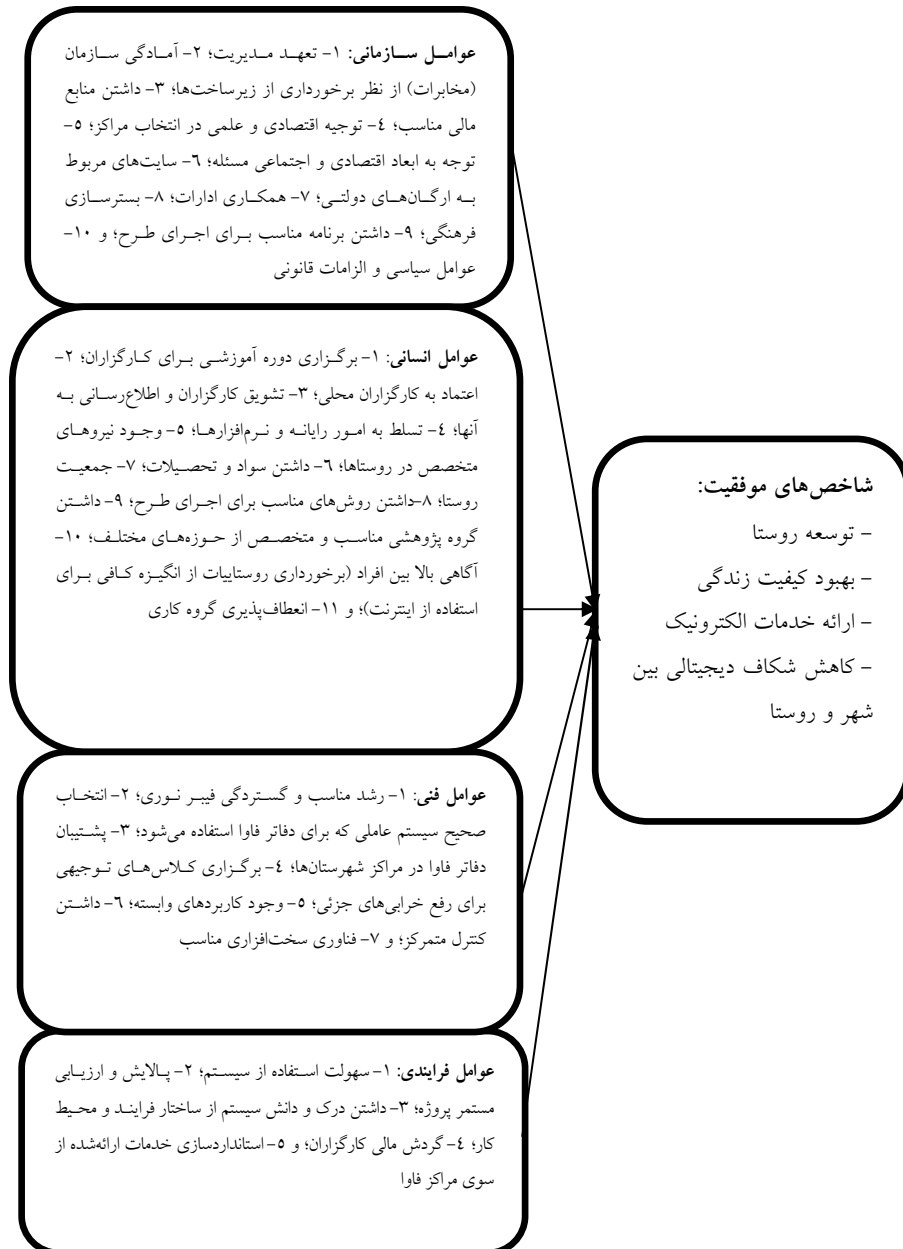 عوامل سازمانی: ۱- تعهد مدیریت؛ ۲- آمادگی سازمان
(مخابرات) از نظر برخورداری از زیرساخت‌ها؛ ۳- داشتن منابع
مالی مناسب؛ ٤- توجیه اقتصادی و علمی در انتخاب مراکز؛ ٥-
توجه به ابعاد اقتصادی و اجتماعی مسئله؛ ٦- سایت‌های مربوط
به ارگان‌های دولتی؛ ۷- همکاری ادارات؛ ۸- بسترسازی
فرهنگی؛ ۹- داشتن برنامه مناسب برای اجرای طرح؛ و ۱۰-
عوامل سیاسی و الزامات قانونی
عوامل انسانی: ۱- برگزاری دوره آموزشی برای کارگزاران؛ ۲-
اعتماد به کارگزاران محلی؛ ۳- تشویق کارگزاران و اطلاع‌رسانی به
آنها؛ ٤- تسلط به امور رایانه و نرم‌افزارها؛ ٥- وجود نیروهای
متخصص در روستاها؛ ٦- داشتن سواد و تحصیلات؛ ۷- جمعیت
روستا؛ ۸-داشتن روش‌های مناسب برای اجرای طرح؛ ۹- داشتن
گروه پژوهشی مناسب و متخصص از حوزه‌های مختلف؛ ۱۰-
آگاهی بالا بین افراد (برخورداری روستاییات از انگیزه کافی برای
استفاده از اینترنت)؛ و ۱۱- انعطاف‌پذیری گروه کاری
عوامل فنی: ۱- رشد مناسب و گستردگی فیبر نوری؛ ۲- انتخاب
صحیح سیستم عاملی که برای دفاتر فاوا استفاده می‌شود؛ ۳- پشتیبان
دفاتر فاوا در مراکز شهرستان‌ها؛ ٤- برگزاری کلاس‌های توجیهی
برای رفع خرابی‌های جزئی؛ ٥- وجود کاربردهای وابسته؛ ٦- داشتن
کنترل متمرکز؛ و ۷- فناوری سخت‌افزاری مناسب
عوامل فرایندی: ۱- سهولت استفاده از سیستم؛ ۲- پالایش و ارزیابی
مستمر پروژه؛ ۳- داشتن درک و دانش سیستم از ساختار فرایند و محیط
کار؛ ٤- گردش مالی کارگزاران؛ و ٥- استانداردسازی خدمات ارائه‌شده از
سوی مراکز فاوا
شاخص‌های موفقیت:
- توسعه روستا
- بهبود کیفیت زندگی
- ارائه خدمات الکترونیک
- کاهش شکاف دیجیتالی بین
شهر و روستا